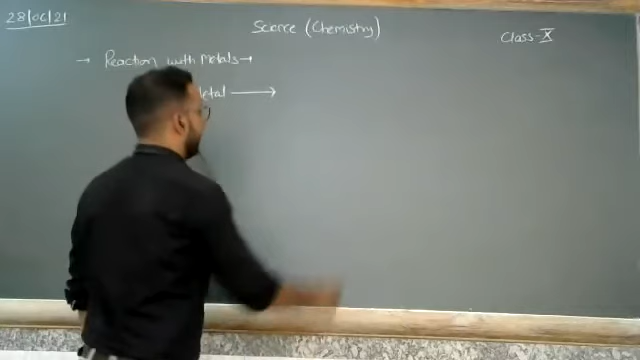 28/06/21
Science (Chemistry)
Class-X
→ Reaction with Metals →
etal →